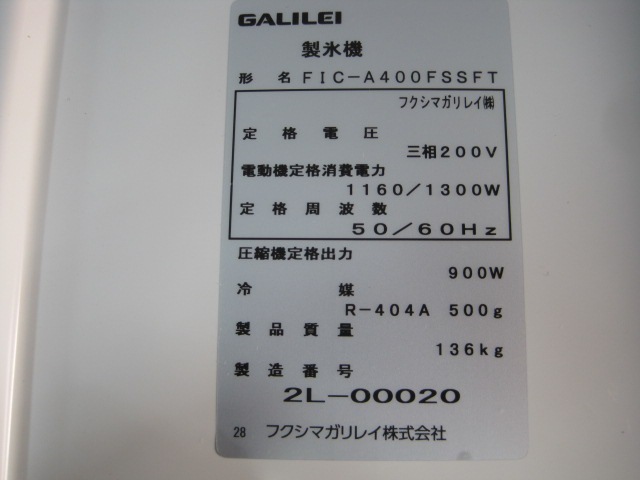 GALILEI
製氷機
形 名 FIC-A400FSSFT
フクシマガリレイ㈱
定格電圧
三相200V
電動機定格消費電力
1160/1300W
定格周波数
50/60Hz
圧縮機定格出力
900W
冷 媒
R-404A 500g
製品質量
136kg
製造番号
2L-00020
28 フクシマガリレイ株式会社